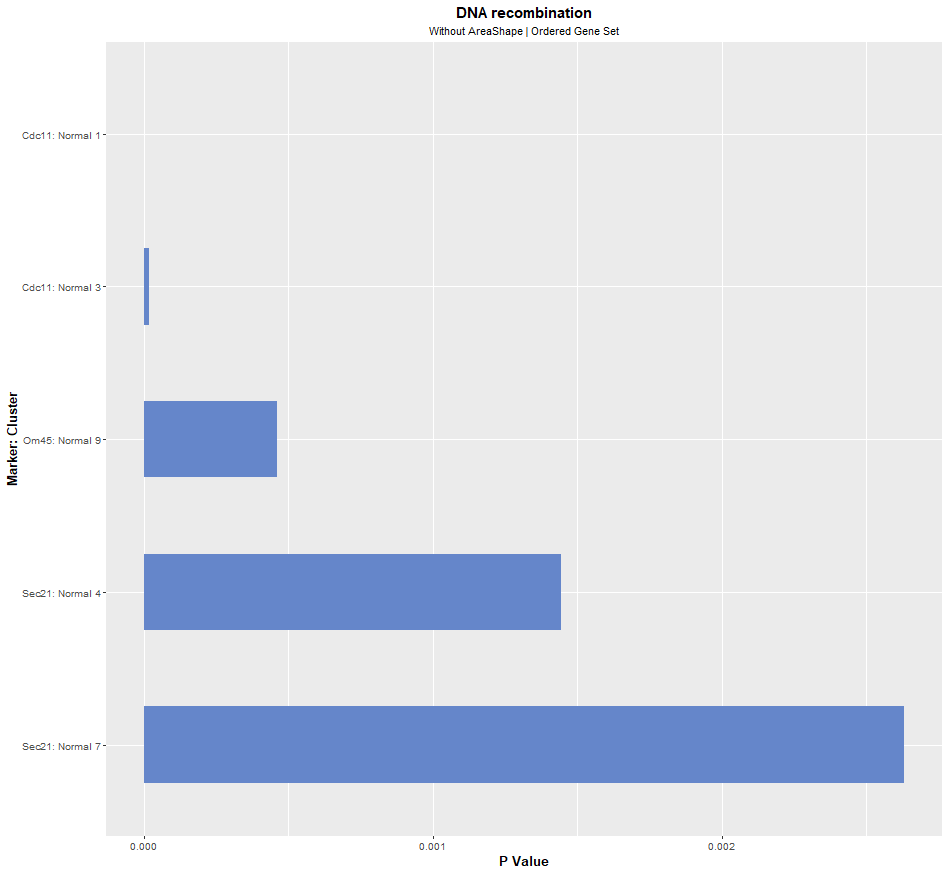 DNA recombination
Without AreaShape | Ordered Gene Set
Marker: Cluster
Cdc11: Normal 1
Cdc11: Normal 3
Om45: Normal 9
Sec21: Normal 4
Sec21: Normal 7
0.000
0.001
0.002
P Value